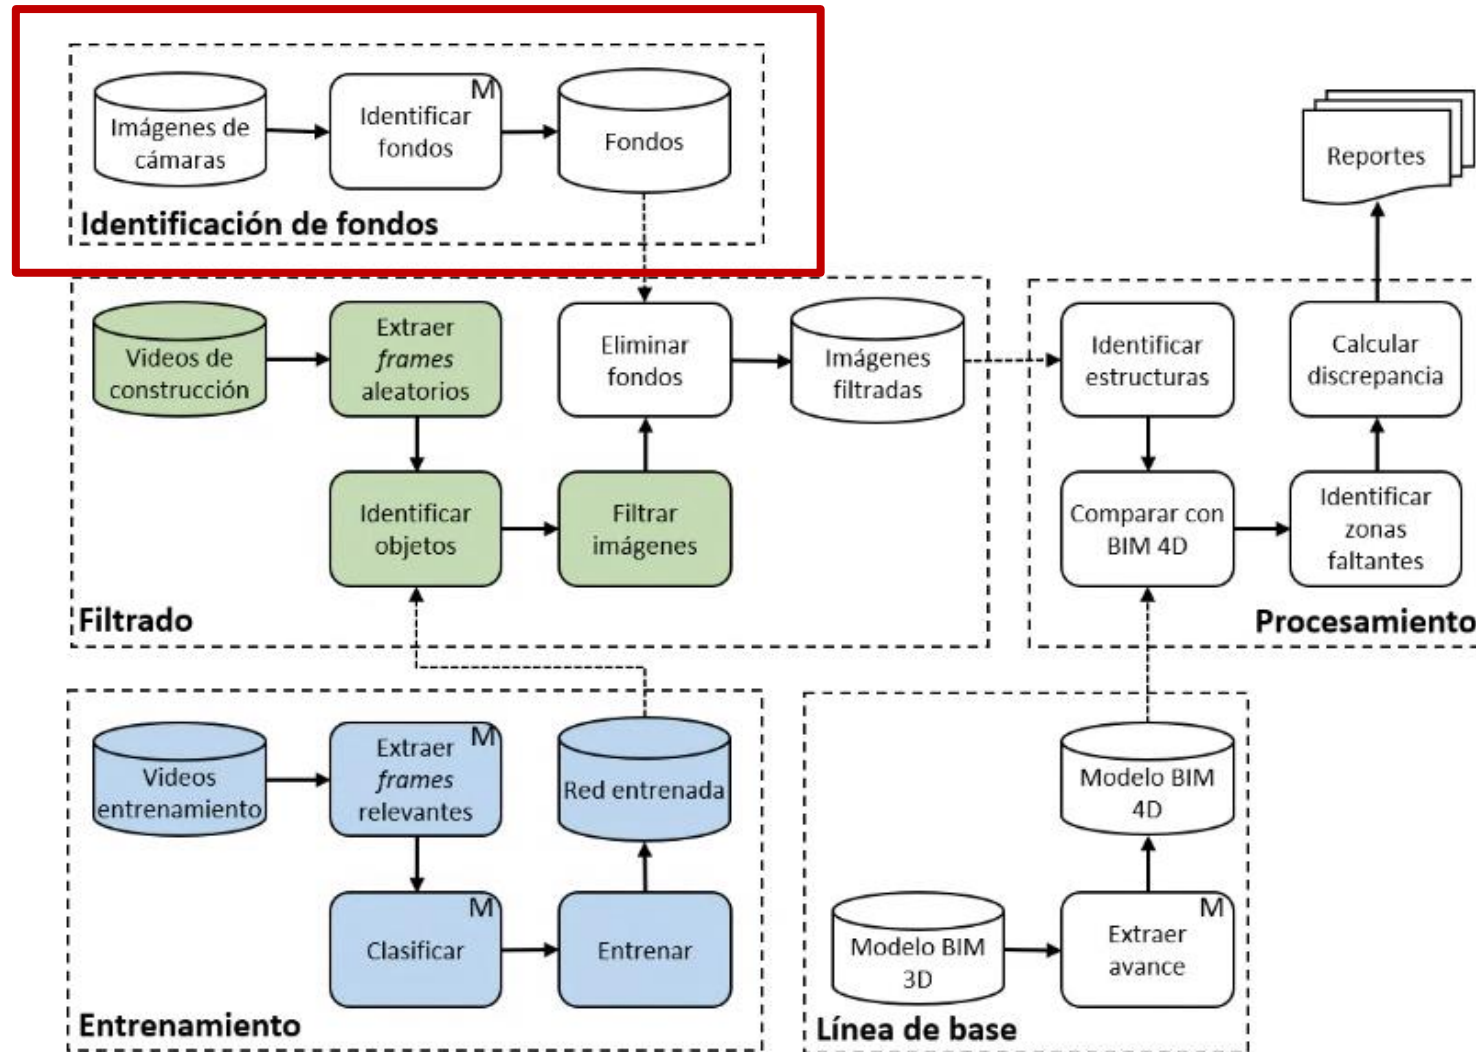 Imágenes de
cámaras
M
Identificar
fondos
Fondos
Identificación de fondos
Reportes
Videos de
construcción
Extraer
frames
aleatorios
Eliminar
fondos
Imágenes
filtradas
Identificar
objetos
Filtrar
imágenes
Filtrado
Identificar
estructuras
Calcular
discrepancia
Comparar con
BIM 4D
Identificar
zonas
faltantes
Procesamiento
Videos
entrenamiento
M
Extraer
frames
relevantes
Red entrenada
M
Clasificar
Entrenar
Entrenamiento
Modelo BIM
4D
Modelo BIM
3D
M
Extraer
avance
Línea de base